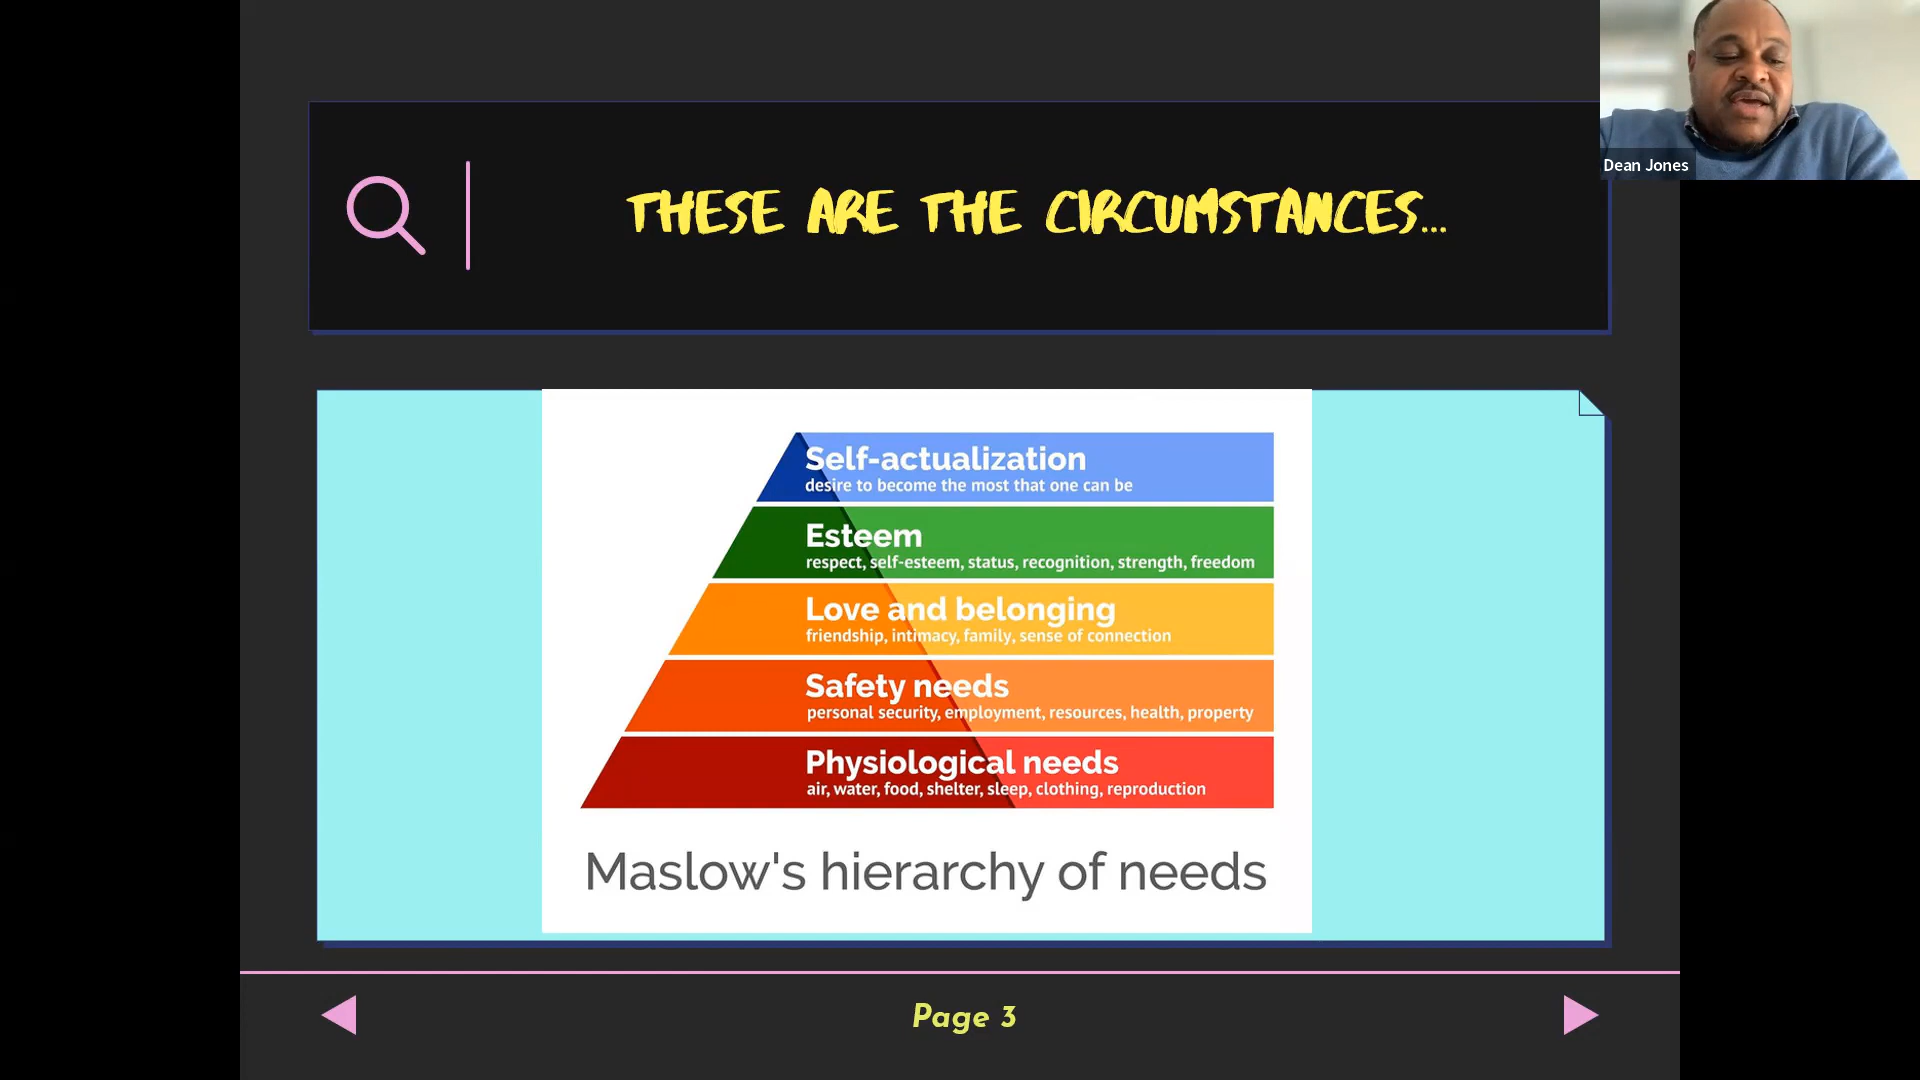 THESE ARE THE CIRCUMSTANCES...
Dean Jones
Self-actualization
desire to become the most that one can be
Esteem
respect, self-esteem, status, recognition, strength, freedom
Love and belonging
friendship, intimacy, family, sense of connection
Safety needs
personal security, employment, resources, health, property
Physiological needs
air, water, food, shelter, sleep, clothing, reproduction
Maslow's hierarchy of needs
Page 3